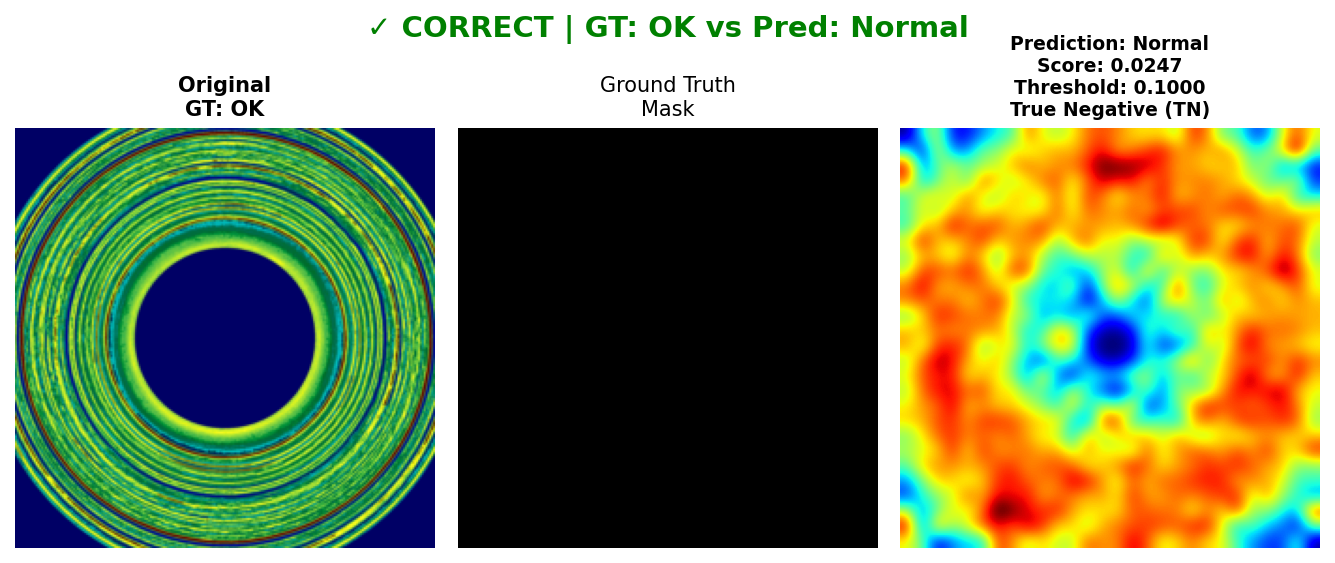 ✓ CORRECT | GT: OK vs Pred: Normal
Original
GT: OK
Ground Truth
Mask
Prediction: Normal
Score: 0.0247
Threshold: 0.1000
True Negative (TN)